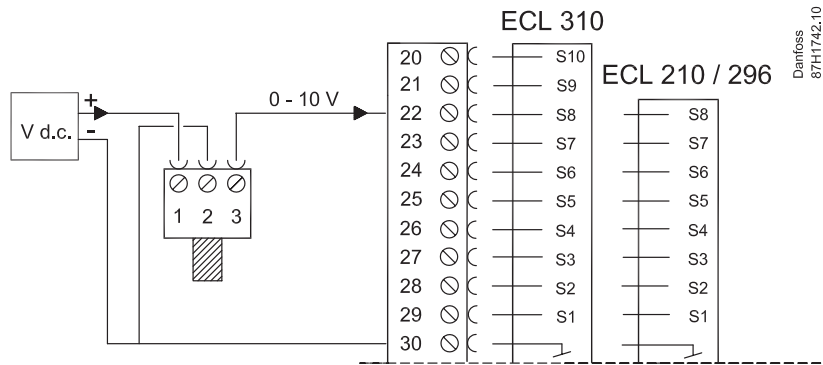 ECL 310
ECL 210 / 296
Danfoss
87H1742.10
V d.c.
+
-
0 - 10 V
1 2 3
20 S10
21 S9
22 S8 S8
23 S7 S7
24 S6 S6
25 S5 S5
26 S4 S4
27 S3 S3
28 S2 S2
29 S1 S1
30